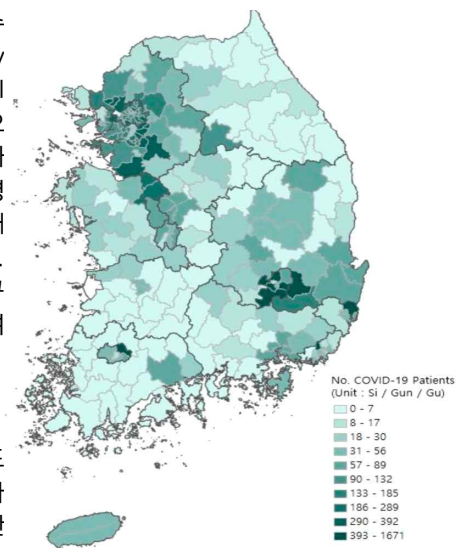 No. COVID-19 Patients
(Unit : Si / Gun / Gu)
0 - 7
8 - 17
18 - 30
31 - 56
57 - 89
90 - 132
133 - 185
186 - 289
290 - 392
393 - 1671